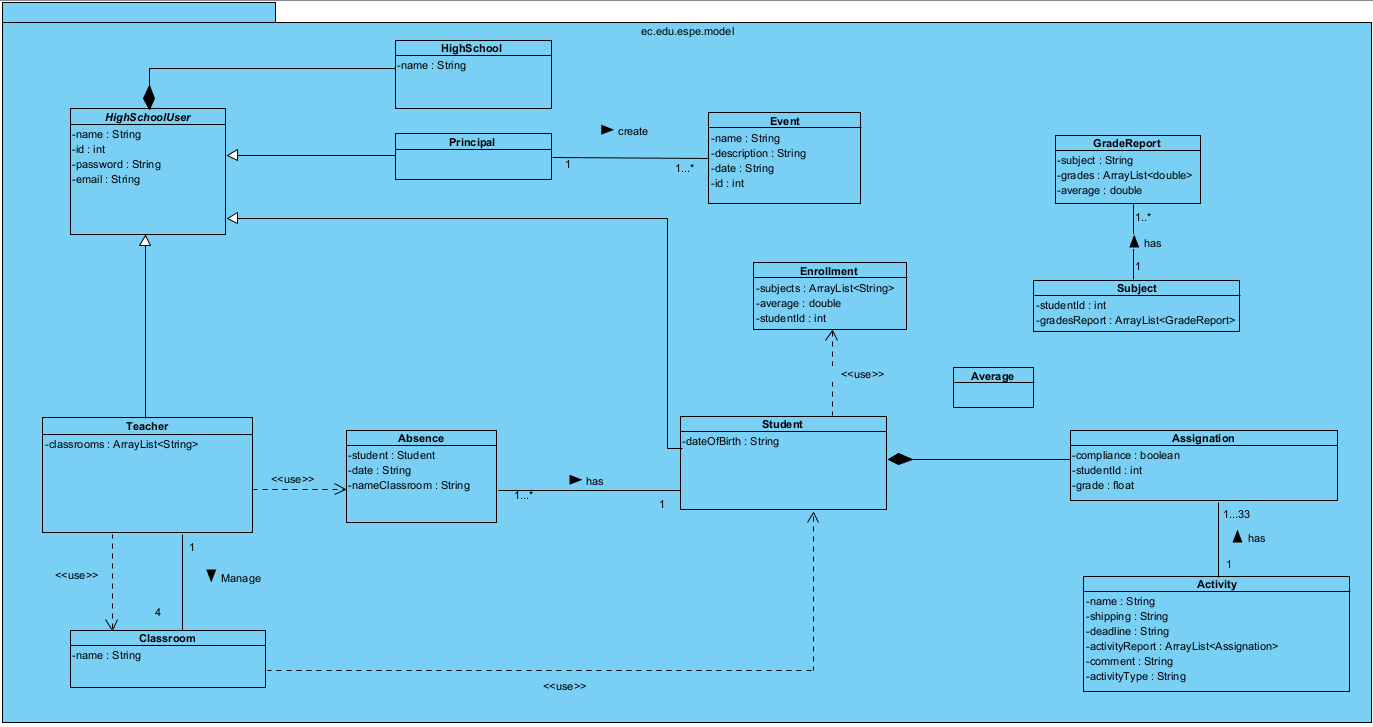 ec.edu.espe.model
HighSchool
-name : String
HighSchoolUser
-name : String
-id : int
-password : String
-email : String
Principal
create
1
1...*
Event
-name : String
-description : String
-date : String
-id : int
GradeReport
-subject : String
-grades : ArrayList<double>
-average : double
1..*
has
1
Subject
-studentId : int
-gradesReport : ArrayList<GradeReport>
Enrollment
-subjects : ArrayList<String>
-average : double
-studentId : int
<<use>>
Average
Teacher
-classrooms : ArrayList<String>
<<use>>
Absence
-student : Student
-date : String
-nameClassroom : String
1...*
has
1
Student
-dateOfBirth : String
Assignation
-compliance : boolean
-studentId : int
-grade : float
1...33
has
1
Activity
-name : String
-shipping : String
-deadline : String
-activityReport : ArrayList<Assignation>
-comment : String
-activityType : String
<<use>>
1
Manage
4
Classroom
-name : String
<<use>>